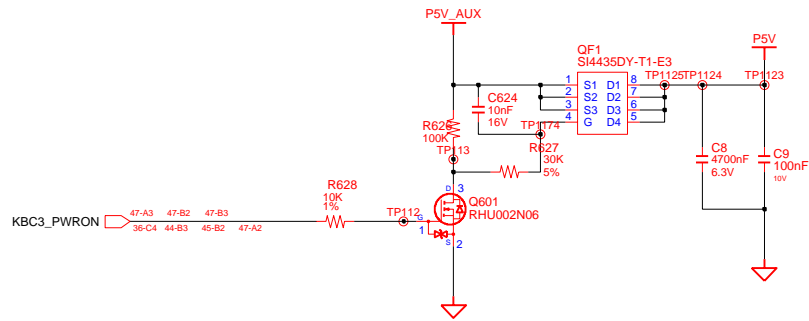 P5V_AUX
P5V
QF1
SI4435DY-T1-E3
TP1125 TP1124
TP1123
1 S1 D1 8
2 S2 D2 7
3 S3 D3 6
4 G D4 5
C624
10nF
16V
R626
100K
TP1174
R627
30K
5%
TP113
C8
4700nF
6.3V
C9
100nF
10V
R628
10K
1%
D 3
Q601
RHU002N06
TP112
G
1
S
2
KBC3_PWRON
47-A3 47-B2 47-B3
36-C4 44-B3 45-B2 47-A2